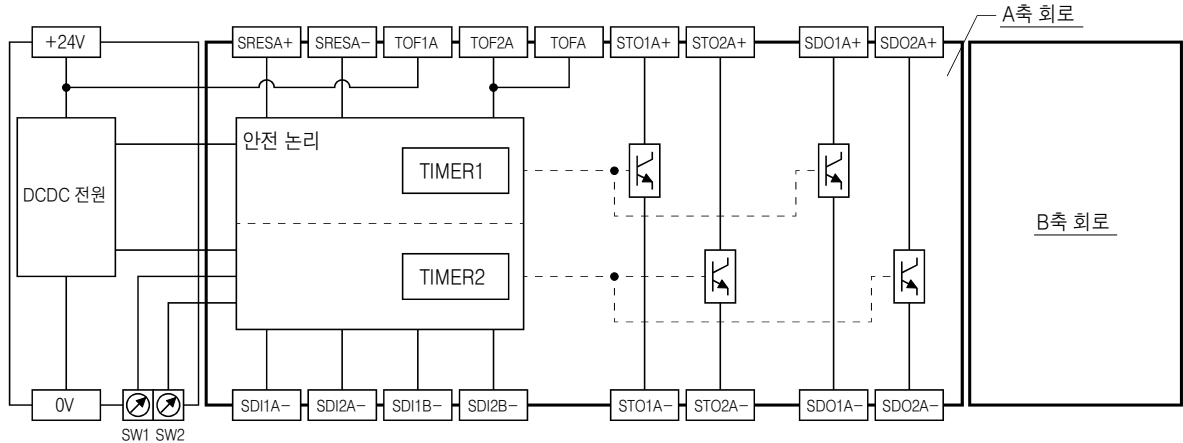 A축 회로
+24V
SRESA+
SRESA−
TOF1A
TOF2A
TOFA
STO1A+
STO2A+
SDO1A+
SDO2A+
안전 논리
TIMER1
DCDC 전원
B축 회로
TIMER2
0V
SDI1A−
SDI2A−
SDI1B−
SDI2B−
STO1A−
STO2A−
SDO1A−
SDO2A−
SW1
SW2